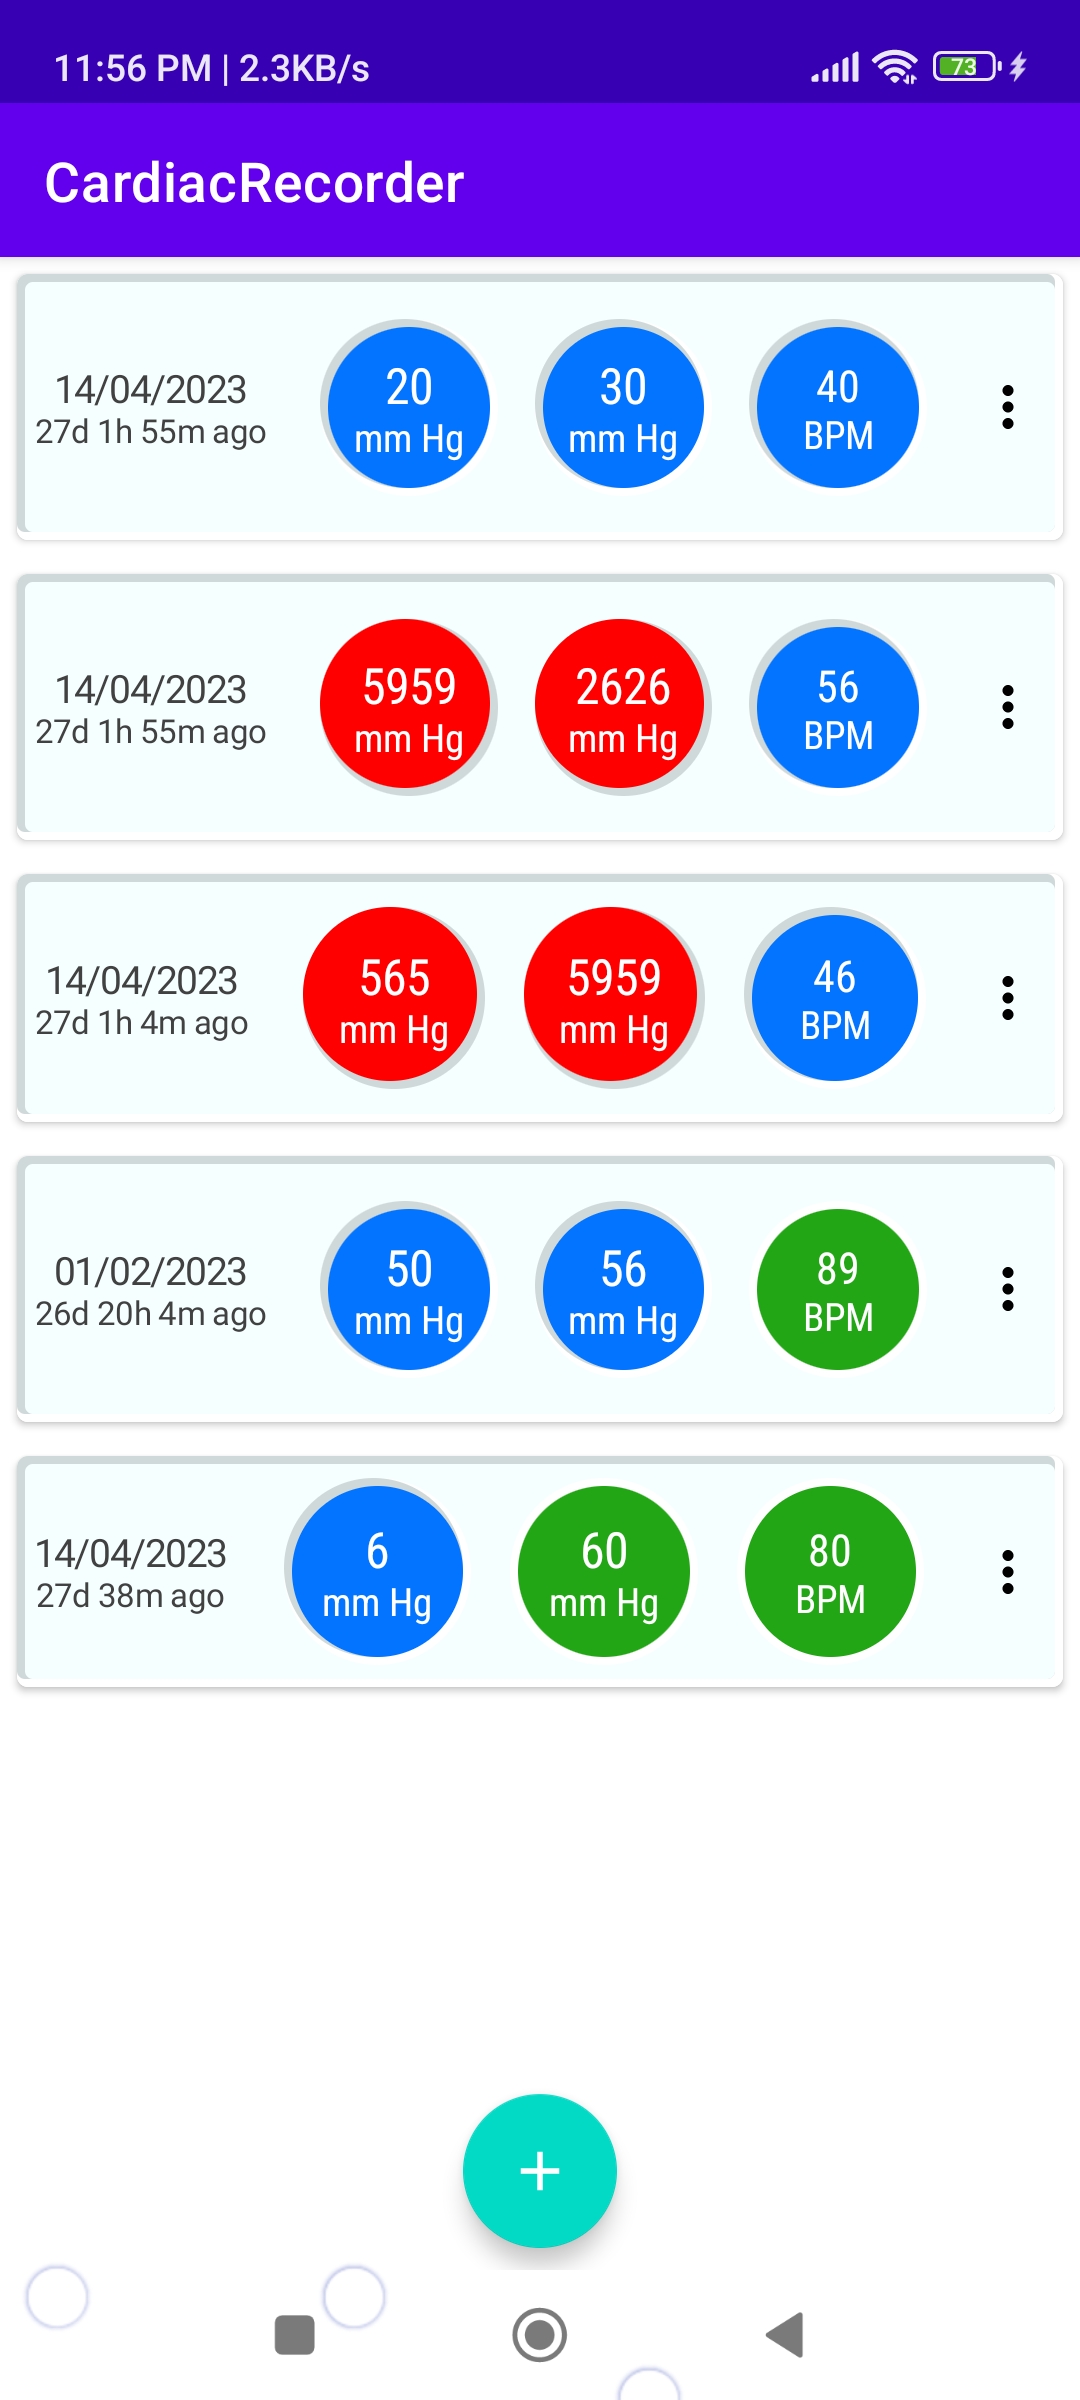 11:56 PM | 2.3KB/s 73
CardiacRecorder
14/04/2023
27d 1h 55m ago
20 mm Hg
30 mm Hg
40 BPM
14/04/2023
27d 1h 55m ago
5959 mm Hg
2626 mm Hg
56 BPM
14/04/2023
27d 1h 4m ago
565 mm Hg
5959 mm Hg
46 BPM
01/02/2023
26d 20h 4m ago
50 mm Hg
56 mm Hg
89 BPM
14/04/2023
27d 38m ago
6 mm Hg
60 mm Hg
80 BPM
+